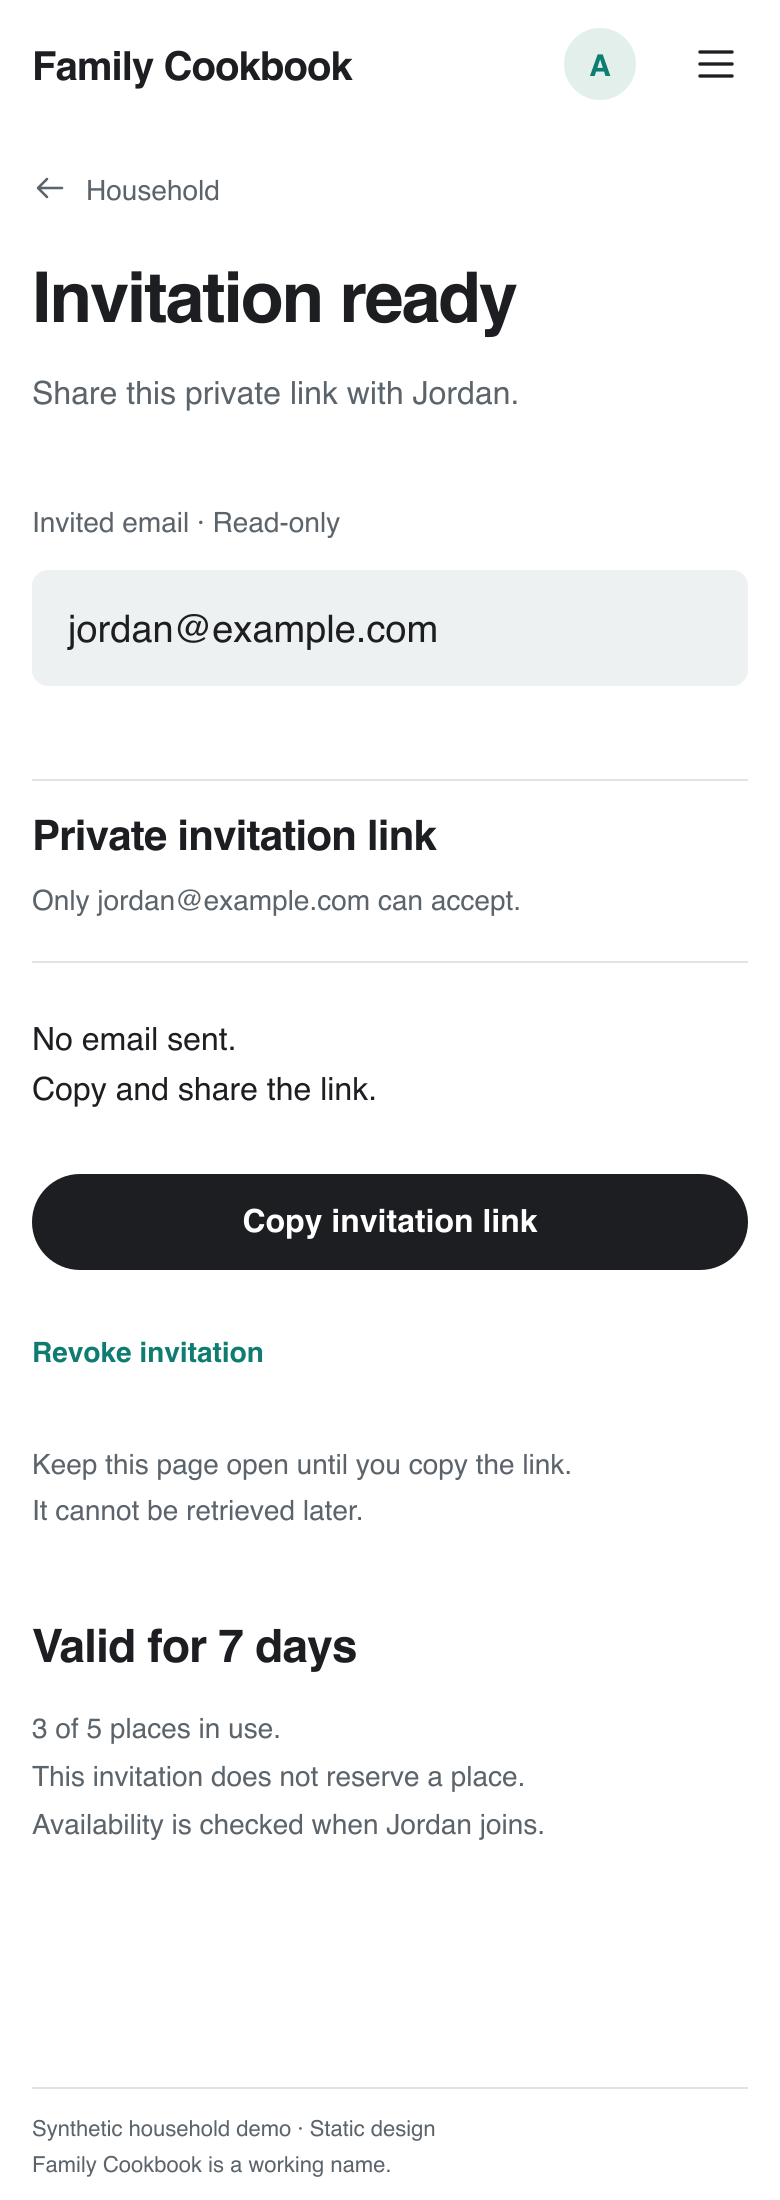 Family Cookbook
A
Household
Invitation ready
Share this private link with Jordan.
Invited email · Read-only
jordan@example.com
Private invitation link
Only jordan@example.com can accept.
No email sent.
Copy and share the link.
Copy invitation link
Revoke invitation
Keep this page open until you copy the link.
It cannot be retrieved later.
Valid for 7 days
3 of 5 places in use.
This invitation does not reserve a place.
Availability is checked when Jordan joins.
Synthetic household demo · Static design
Family Cookbook is a working name.